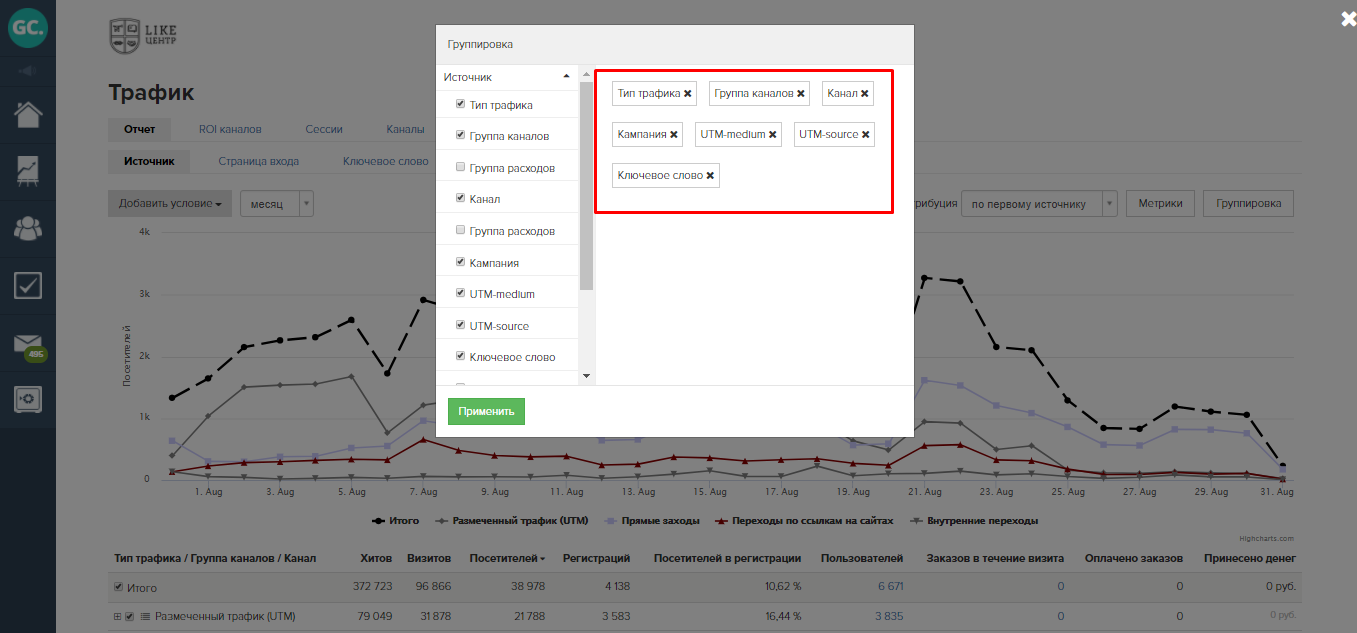 GC.
LIKE
ЦЕНТР
Трафик
Отчет ROI каналов Сессии Каналы
Источник Страница входа Ключевое слово
Добавить условие месяц рибуция по первому источнику Метрики Группировка
Группировка
Источник
Тип трафика
Группа каналов
Группа расходов
Канал
Группа расходов
Кампания
UTM-medium
UTM-source
Ключевое слово
Тип трафика ✖ Группа каналов ✖ Канал ✖
Кампания ✖ UTM-medium ✖ UTM-source ✖
Ключевое слово ✖
Применить
495
Посетителей
4k
3k
2k
1k
0
1. Aug 3. Aug 5. Aug 7. Aug 9. Aug 11. Aug 13. Aug 15. Aug 17. Aug 19. Aug 21. Aug 23. Aug 25. Aug 27. Aug 29. Aug 31. Aug
Итого Размеченный трафик (UTM) Прямые заходы Переходы по ссылкам на сайтах Внутренние переходы
Highcharts.com
Тип трафика / Группа каналов / Канал Хитов Визитов Посетителей Регистраций Посетителей в регистрации Пользователей Заказов в течение визита Оплачено заказов Принесено денег
Итого 372 723 96 866 38 978 4 138 10,62 % 6 671 0 0 0 руб.
Размеченный трафик (UTM) 79 049 31 878 21 788 3 583 16,44 % 3 835 0 0 0 руб.